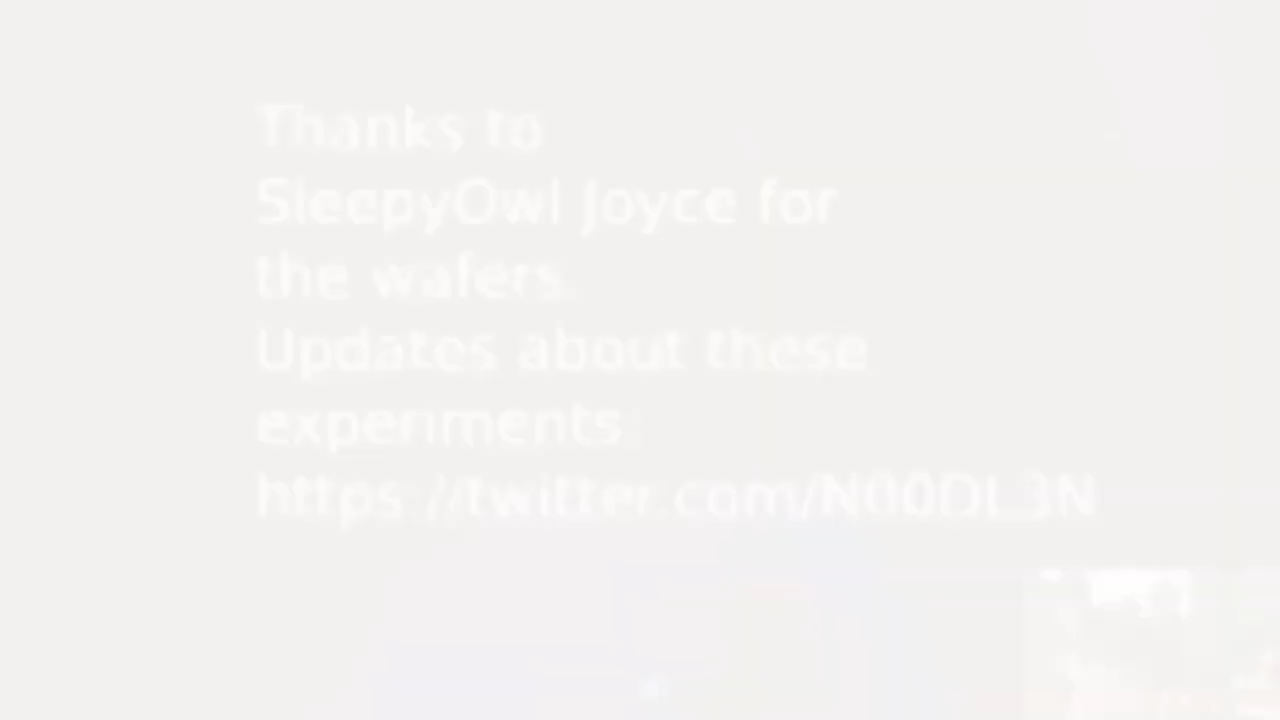 Thanks to
SleepyOwl Joyce for
the wafers.
Updates about these
experiments:
https://twitter.com/N00DL3N